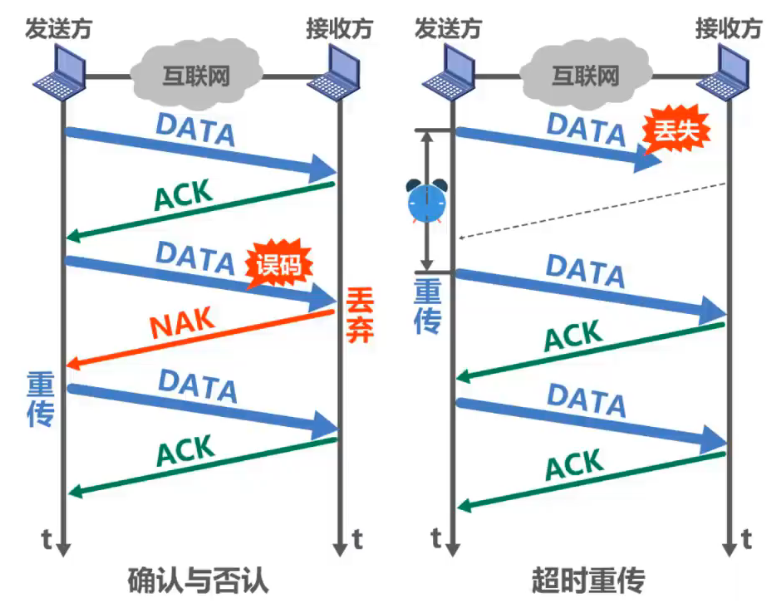 发送方
接收方
互联网
DATA
ACK
DATA
误码
NAK
丢弃
重传
DATA
ACK
t
t
确认与否认
发送方
接收方
互联网
DATA
丢失
重传
DATA
ACK
DATA
ACK
t
t
超时重传